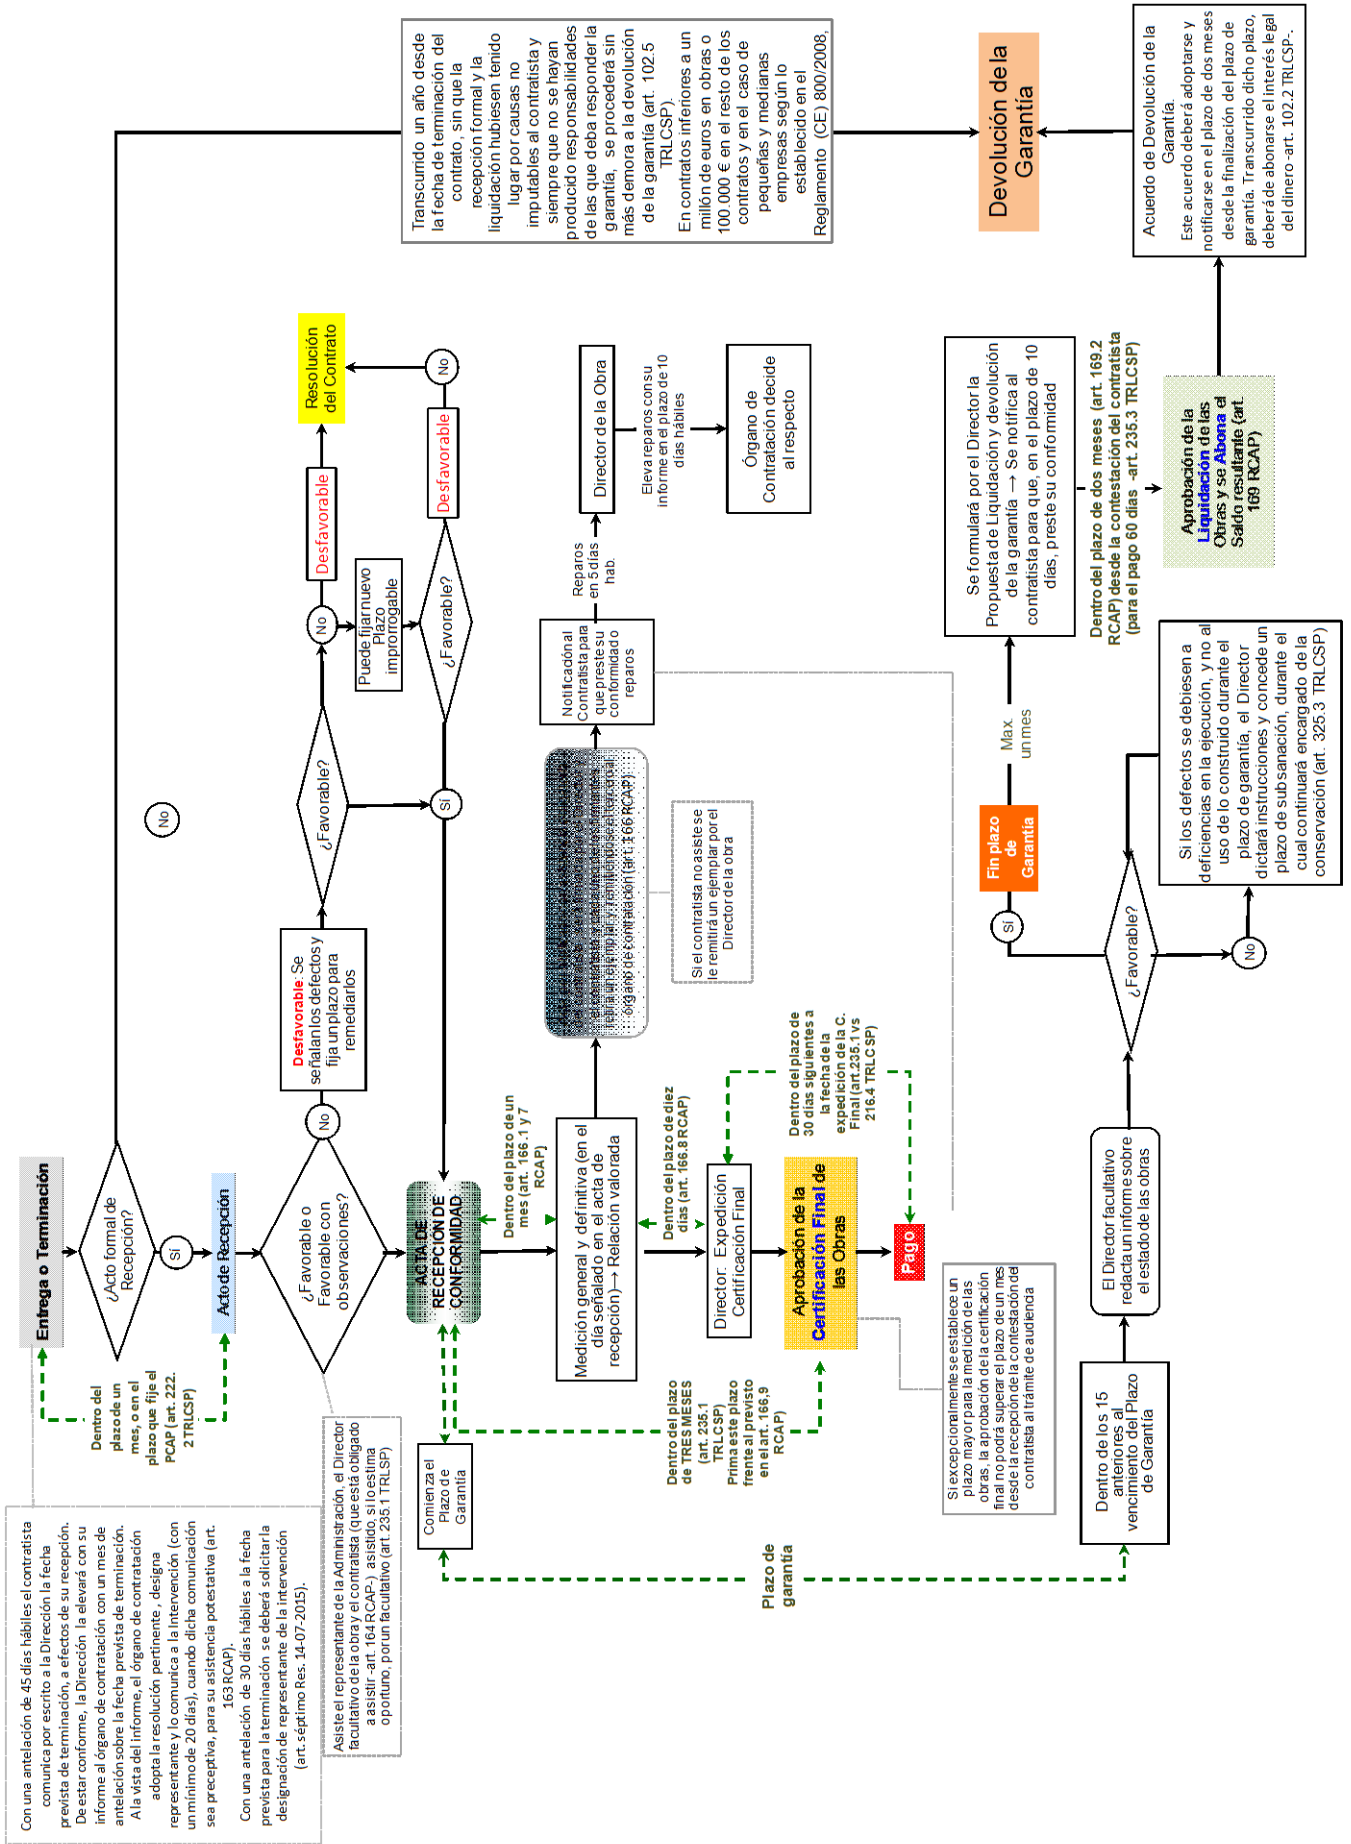 Con una antelación de 45 días hábiles el contratista
comunica por escrito a la Dirección la fecha
prevista de terminación, a efectos de su recepción.
De estar conforme, la Dirección la elevará con su
informe al órgano de contratación con un mes de
antelación sobre la fecha prevista de terminación.
A la vista del informe, el órgano de contratación
adopta la resolución pertinente, designa
representante y lo comunica a la Intervención (con
un mínimo de 20 días), cuando dicha comunicación
sea preceptiva, para su asistencia potestativa (art.
163 RCAP).
Con una antelación de 30 días hábiles a la fecha
prevista para la terminación se deberá solicitar la
designación de representante de la intervención
(art. séptimo Res. 14-07-2015).
Entrega o Terminación
Dentro del
plazo de un
mes, o en el
plazo que fije el
PCAP (art. 222.
2 TRLCSP)
¿Acto formal de
Recepción?
Sí
No
Acto de Recepción
Transcurrido un año desde
la fecha de terminación del
contrato, sin que la
recepción formal y la
liquidación hubiesen tenido
lugar por causas no
imputables al contratista y
siempre que no se hayan
producido responsabilidades
de las que deba responder la
garantía, se procederá sin
más demora a la devolución
de la garantía (art. 102.5
TRLCSP).
En contratos inferiores a un
millón de euros en obras o
100.000 € en el resto de los
contratos y en el caso de
pequeñas y medianas
empresas según lo
establecido en el
Reglamento (CE) 800/2008,
Asiste el representante de la Administración, el Director
facultativo de la obra y el contratista (que está obligado
a asistir -art. 164 RCAP-) asistido, si lo estima
oportuno, por un facultativo (art. 235.1 TRLSP)
¿Favorable o
Favorable con
observaciones?
No
Desfavorable: Se
señalan los defectos y
fija un plazo para
remediarlos
¿Favorable?
No
Desfavorable
Resolución
del Contrato
Puede fijar nuevo
Plazo
improrrogable
¿Favorable?
Desfavorable
No
Sí
ACTA DE
RECEPCIÓN DE
CONFORMIDAD
Comienza el
Plazo de
Garantía
Dentro del plazo de un
mes (art. 166.1 y 7
RCAP)
Medición general y definitiva (en el
día señalado en el acta de
recepción)→ Relación valorada
órgano de contratación (art. 166 RCAP)
Si el contratista no asistese
le remitirá un ejemplar por el
Director de la obra
Notificación al
Contratista para
que preste su
conformidad o
reparos
Reparos
en 5 días
hab.
Director de la Obra
Eleva reparos con su
informe en el plazo de 10
días hábiles
Órgano de
Contratación decide
al respecto
Dentro del plazo de diez
días (art. 166.8 RCAP)
Dentro del plazo
de TRES MESES
(art. 235.1
TRLCSP)
Prima este plazo
frente al previsto
en el art. 166,9
RCAP)
Director: Expedición
Certificación Final
Dentro del plazo de
30 días siguientes a
la fecha de la
expedición de la C.
Final (art.235.1 vs
216.4 TRLCSP)
Aprobación de la
Certificación Final de
las Obras
Pago
Si excepcionalmente se establece un
plazo mayor para la medición de las
obras, la aprobación de la certificación
final no podrá superar el plazo de un mes
desde la recepción de la contestación del
contratista al trámite de audiencia
Plazo de
garantía
Dentro de los 15
anteriores al
vencimiento del Plazo
de Garantía
El Director facultativo
redacta un informe sobre
el estado de las obras
¿Favorable?
Sí
No
Si los defectos se debiesen a
deficiencias en la ejecución, y no al
uso de lo construido durante el
plazo de garantía, el Director
dictará instrucciones y concede un
plazo de subsanación, durante el
cual continuará encargado de la
conservación (art. 325.3 TRLCSP)
Fin plazo
de
Garantía
Max.
un mes
Se formulará por el Director la
Propuesta de Liquidación y devolución
de la garantía → Se notifica al
contratista para que, en el plazo de 10
días, preste su conformidad
Dentro del plazo de dos meses (art. 169.2
RCAP) desde la contestación del contratista
(para el pago 60 días -art. 235.3 TRLCSP)
Aprobación de la
Liquidación de las
Obras y se Abona el
Saldo resultante (art.
169 RCAP)
Acuerdo de Devolución de la
Garantía.
Este acuerdo deberá adoptarse y
notificarse en el plazo de dos meses
desde la finalización del plazo de
garantía. Transcurrido dicho plazo,
deberá de abonarse el interés legal
del dinero -art. 102.2 TRLCSP-.
Devolución de la
Garantía